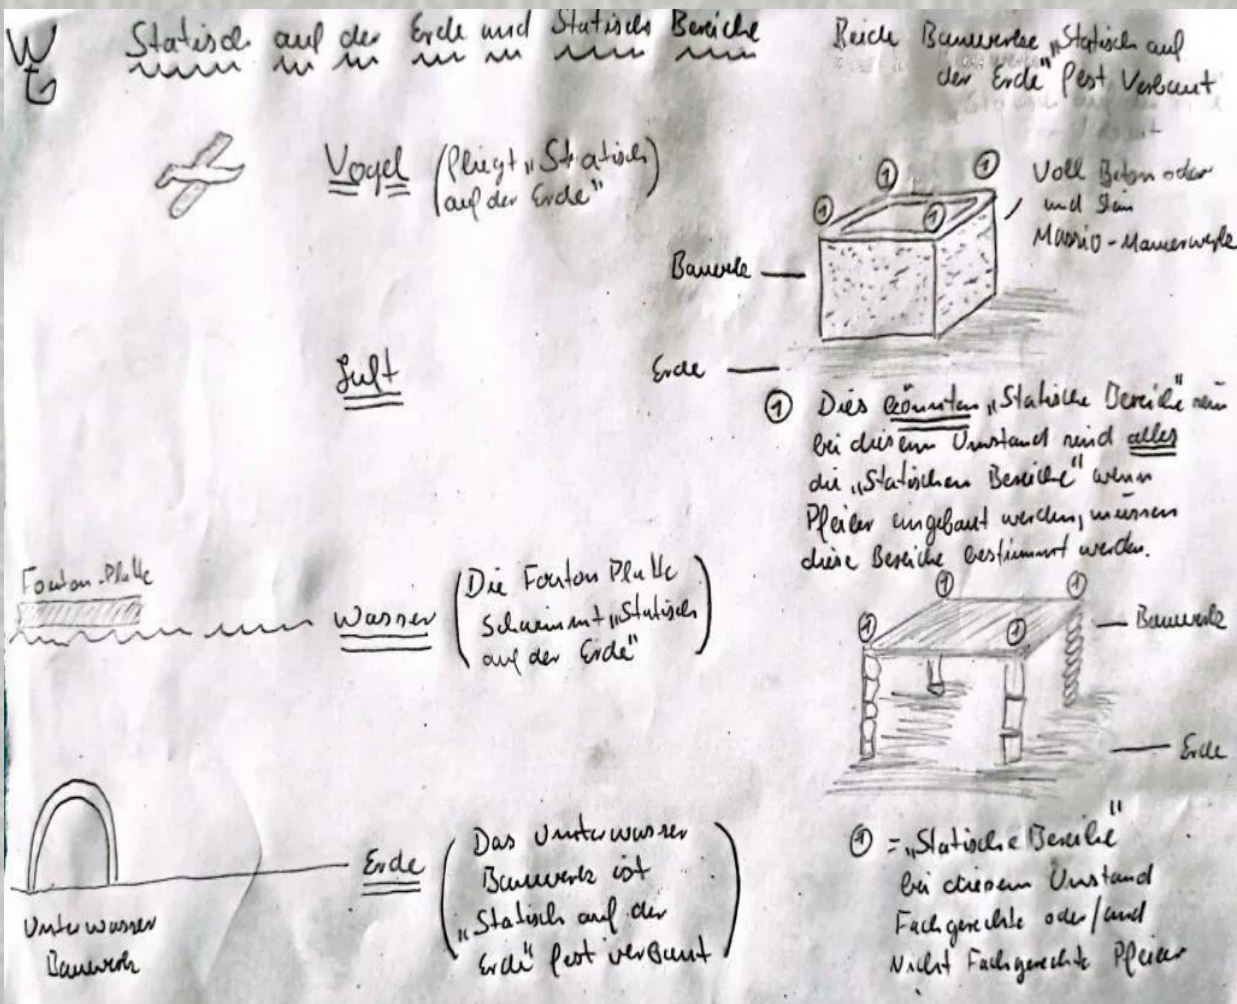 Statisch auf der Erde und Statisch Bereiche
Beide Bauwerke „Statisch auf
der Erde" fest Verbaut
Vogel (fliegt „Statisch
auf der Erde")
Voll Beton oder
und Stein
Massiv-Mauerwerk
Bauwerk
Erde
Luft
① Dies könnten „Statische Bereiche" sein
bei diesem Umstand sind alles
die „Statischen Bereiche" wenn
Pfeiler eingebaut werden, müssen
diese Bereiche bestimmt werden.
Fonton-Platte
Wasser (Die Fonton Platte
schwimmt „Statisch
auf der Erde")
Bauwerk
Erde
Unterwasser
Bauwerk
Erde (Das Unterwasser
Bauwerk ist
„Statisch auf der
Erde" fest verbaut)
① = „Statische Bereiche"
bei diesem Umstand
Fachgerechte oder/und
Nicht Fachgerechte Pfeiler